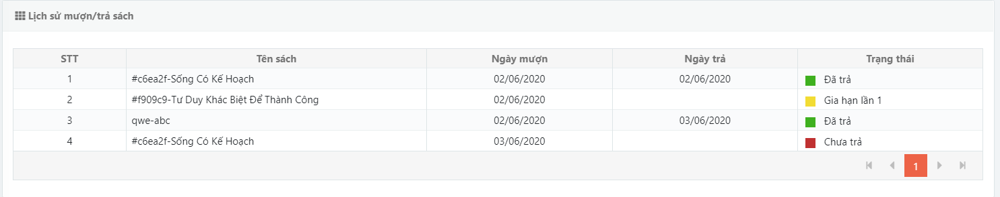 Lịch sử mượn/trả sách
STT Tên sách Ngày mượn Ngày trả Trạng thái
1 #c6ea2f-Sống Có Kế Hoạch 02/06/2020 02/06/2020 Đã trả
2 #f909c9-Tư Duy Khác Biệt Để Thành Công 02/06/2020 Gia hạn lần 1
3 qwe-abc 02/06/2020 03/06/2020 Đã trả
4 #c6ea2f-Sống Có Kế Hoạch 03/06/2020 Chưa trả
1